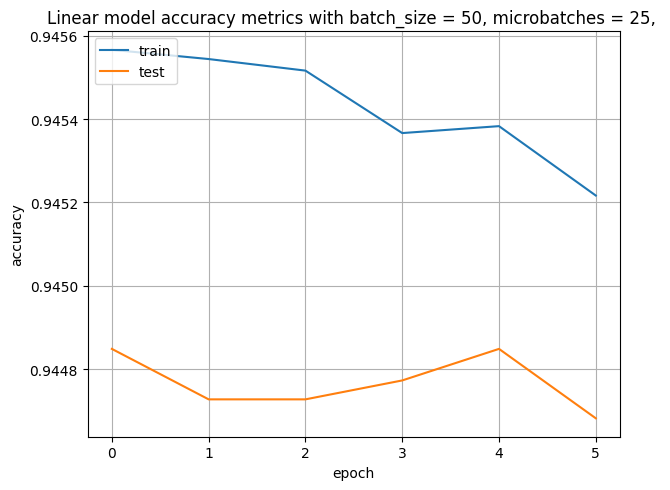 Linear model accuracy metrics with batch_size = 50, microbatches = 25,
0.9456
train
test
0.9454
0.9452
accuracy
0.9450
0.9448
0 1 2 3 4 5
epoch